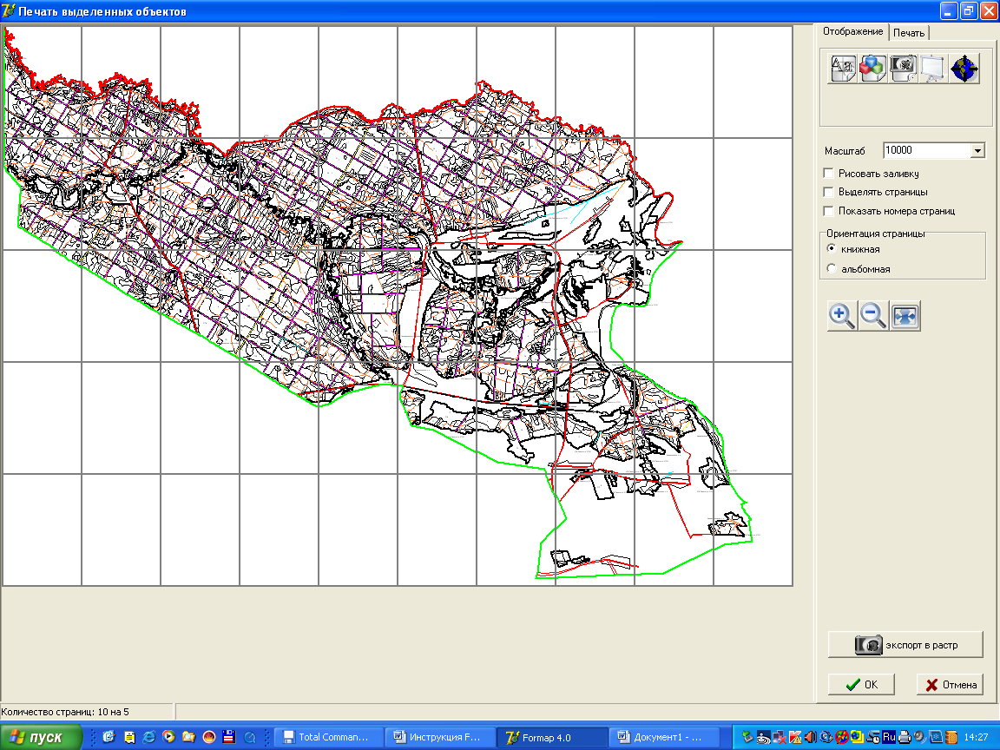 Печать выделенных объектов
Отображение Печать
Масштаб 10000
Рисовать заливку
Выделять страницы
Показать номера страниц
Ориентация страницы
книжная
альбомная
экспорт в растр
OK Отмена
Количество страниц: 10 на 5
пуск Total Comman... Инструкция F... Formap 4.0 Документ1 - ... Ru 14:27